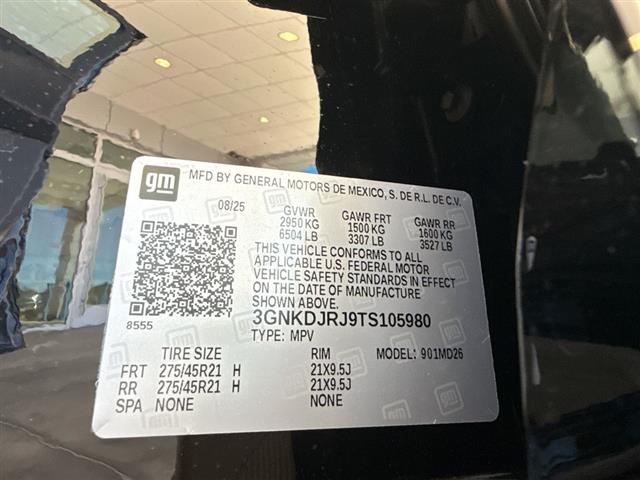 gm MFD BY GENERAL MOTORS DE MEXICO, S. DE R.L. DE C.V.
08/25 GVWR GAWR FRT GAWR RR
2950 KG 1500 KG 1600 KG
6504 LB 3307 LB 3527 LB
THIS VEHICLE CONFORMS TO ALL
APPLICABLE U.S. FEDERAL MOTOR
VEHICLE SAFETY STANDARDS IN EFFECT
ON THE DATE OF MANUFACTURE
SHOWN ABOVE.
8555 3GNKDJRJ9TS105980
TYPE: MPV
TIRE SIZE RIM MODEL: 901MD26
FRT 275/45R21 H 21X9.5J
RR 275/45R21 H 21X9.5J
SPA NONE NONE